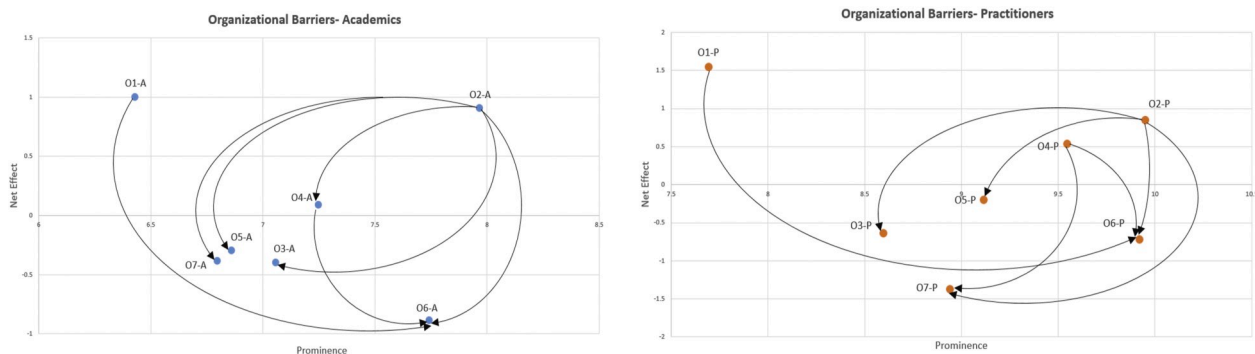 Organizational Barriers- Academics
1
0.5
0
-0.5
-1
6
6.5
7
7.5
8
8.5
Net Effect
Prominence
O1-A
O2-A
O4-A
O5-A
O7-A
O3-A
O6-A
Organizational Barriers- Practitioners
2
1.5
1
0.5
0
-0.5
-1
-1.5
-2
7.5
8
8.5
9
9.5
10
10.
Net Effect
Prominence
O1-P
O2-P
O4-P
O5-P
O3-P
O6-P
O7-P